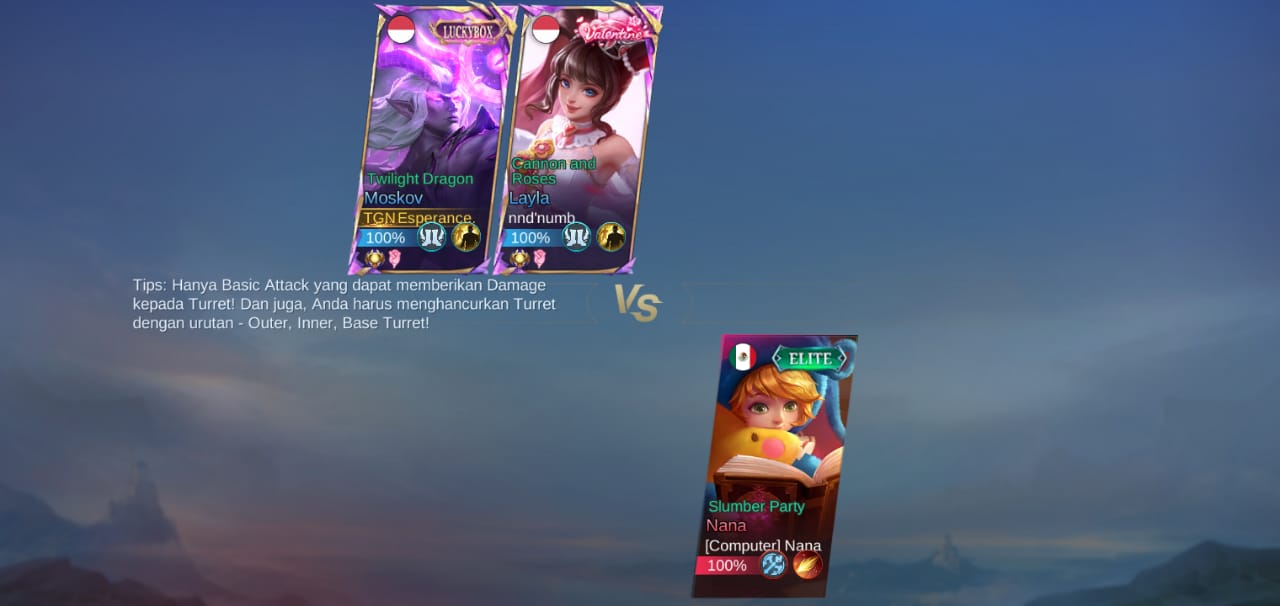 LUCKYBOX
Twilight Dragon
Moskov
TGN Esperance.
100%
Valentine
Cannon and
Roses
Layla
nnd'numb
100%
Tips: Hanya Basic Attack yang dapat memberikan Damage
kepada Turret! Dan juga, Anda harus menghancurkan Turret
dengan urutan - Outer, Inner, Base Turret!
VS
ELITE
Slumber Party
Nana
[Computer] Nana
100%